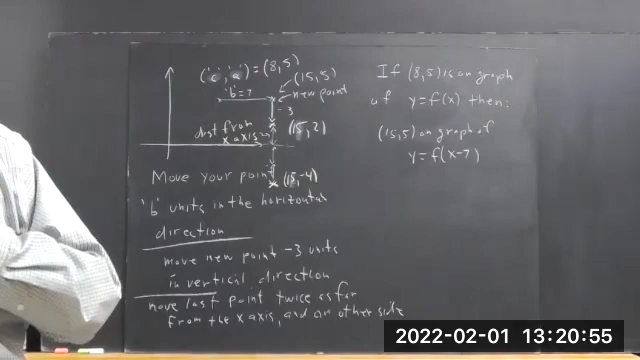 ('c', 'a') = (8,5)
(15,5)
'b' = 7
new point
-3
dist from
x axis = 2
(15,2)
Move your point
(15,-4)
'b' units in the horizontal
direction
move new point -3 units
in vertical direction
move last point twice as far
from the x axis, and on other side
If (8,5) is on graph
of y=f(x) then:
(15,5) on graph of
y=f(x-7)
2022-02-01 13:20:55